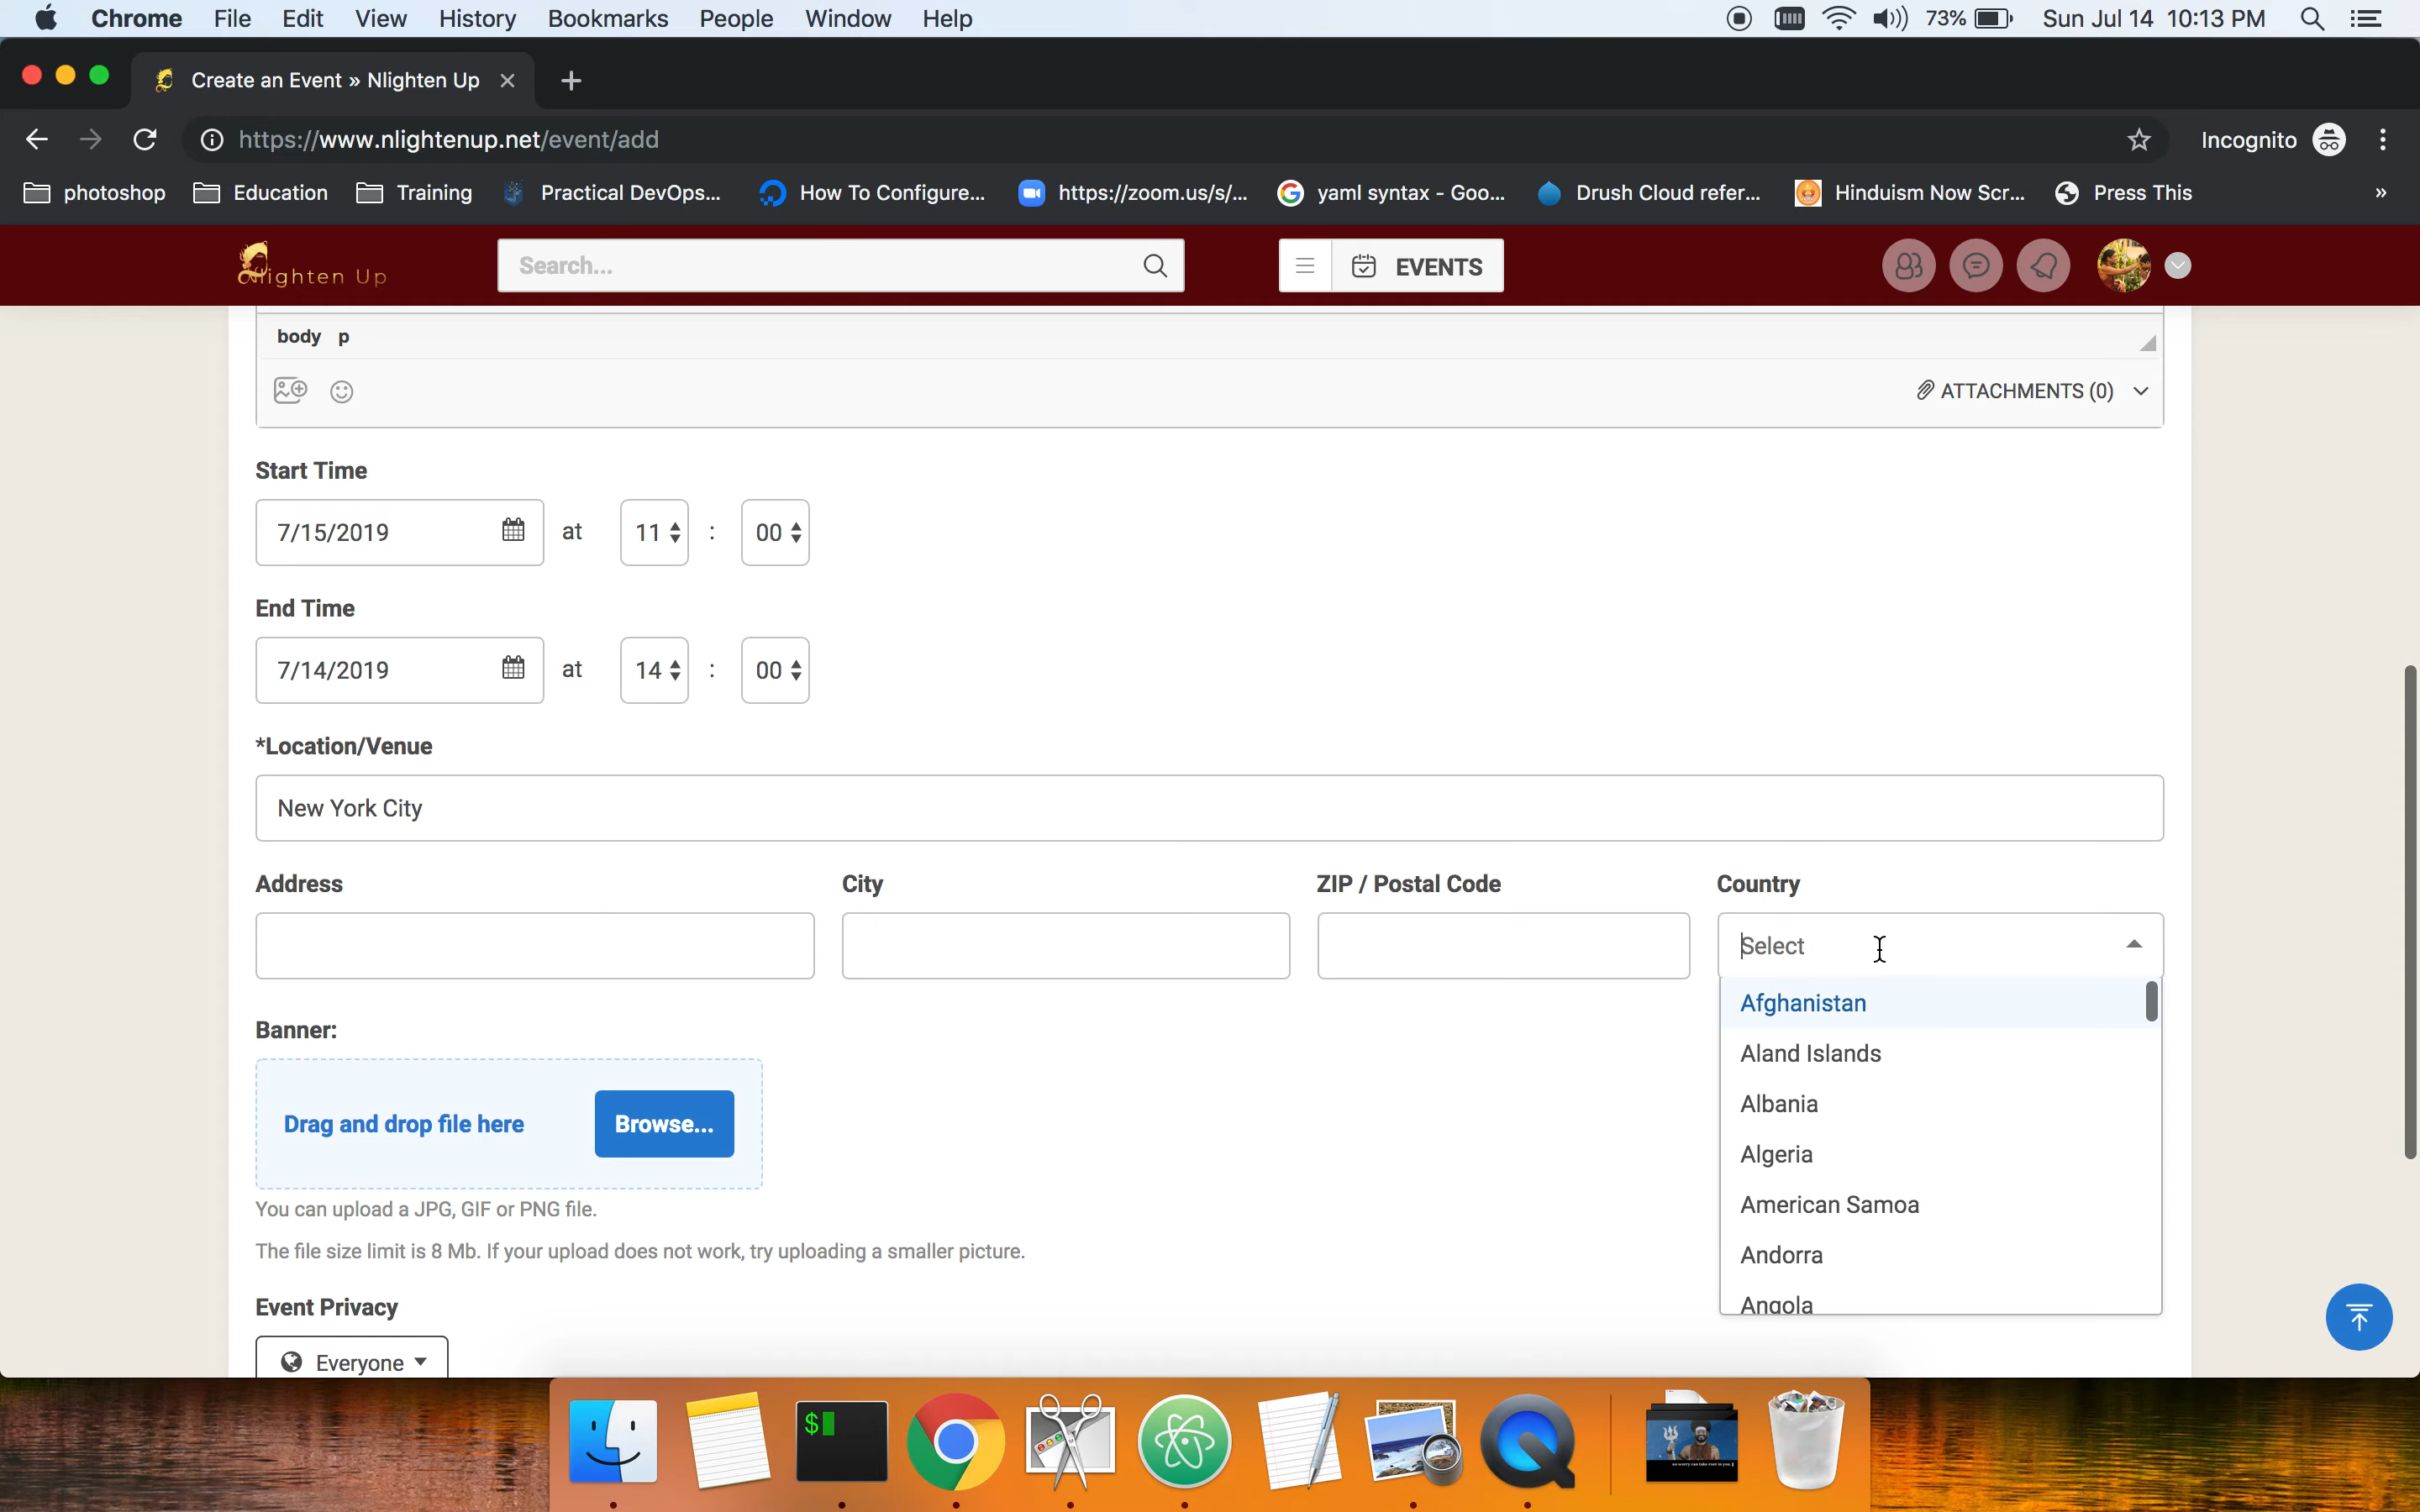 Chrome File Edit View History Bookmarks People Window Help 73% Sun Jul 14 10:13 PM
Create an Event » Nlighten Up
https://www.nlightenup.net/event/add Incognito
photoshop Education Training Practical DevOps... How To Configure... https://zoom.us/s/... yaml syntax - Goo... Drush Cloud refer... Hinduism Now Scr... Press This »
Nlighten Up Search... EVENTS
body p
ATTACHMENTS (0)
Start Time
7/15/2019 at 11 : 00
End Time
7/14/2019 at 14 : 00
*Location/Venue
New York City
Address City ZIP / Postal Code Country
Select
Afghanistan
Aland Islands
Albania
Algeria
American Samoa
Andorra
Angola
Banner:
Drag and drop file here Browse...
You can upload a JPG, GIF or PNG file.
The file size limit is 8 Mb. If your upload does not work, try uploading a smaller picture.
Event Privacy
Everyone
$